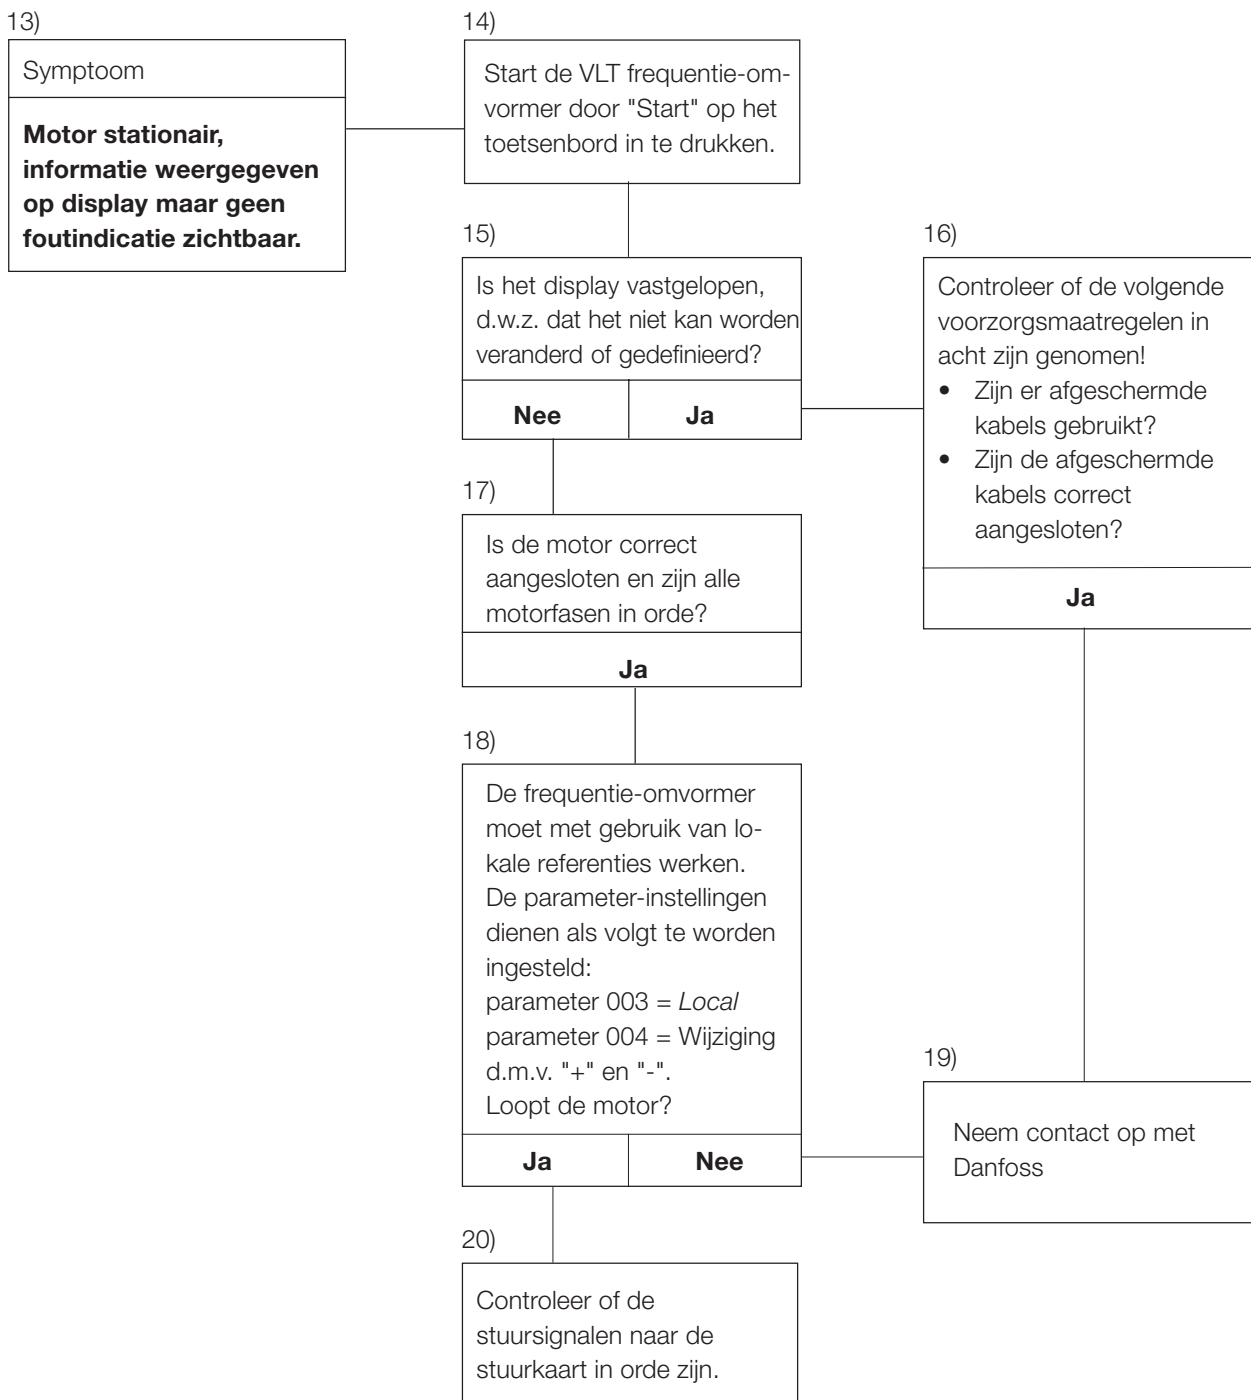 13)
Symptoom
Motor stationair,
informatie weergegeven
op display maar geen
foutindicatie zichtbaar.
14)
Start de VLT frequentie-om-
vormer door "Start" op het
toetsenbord in te drukken.
15)
Is het display vastgelopen,
d.w.z. dat het niet kan worden
veranderd of gedefinieerd?
Nee
Ja
16)
Controleer of de volgende
voorzorgsmaatregelen in
acht zijn genomen!
• Zijn er afgeschermde
kabels gebruikt?
• Zijn de afgeschermde
kabels correct
aangesloten?
Ja
17)
Is de motor correct
aangesloten en zijn alle
motorfasen in orde?
Ja
18)
De frequentie-omvormer
moet met gebruik van lo-
kale referenties werken.
De parameter-instellingen
dienen als volgt te worden
ingesteld:
parameter 003 = Local
parameter 004 = Wijziging
d.m.v. "+" en "-".
Loopt de motor?
Ja
Nee
19)
Neem contact op met
Danfoss
20)
Controleer of de
stuursignalen naar de
stuurkaart in orde zijn.